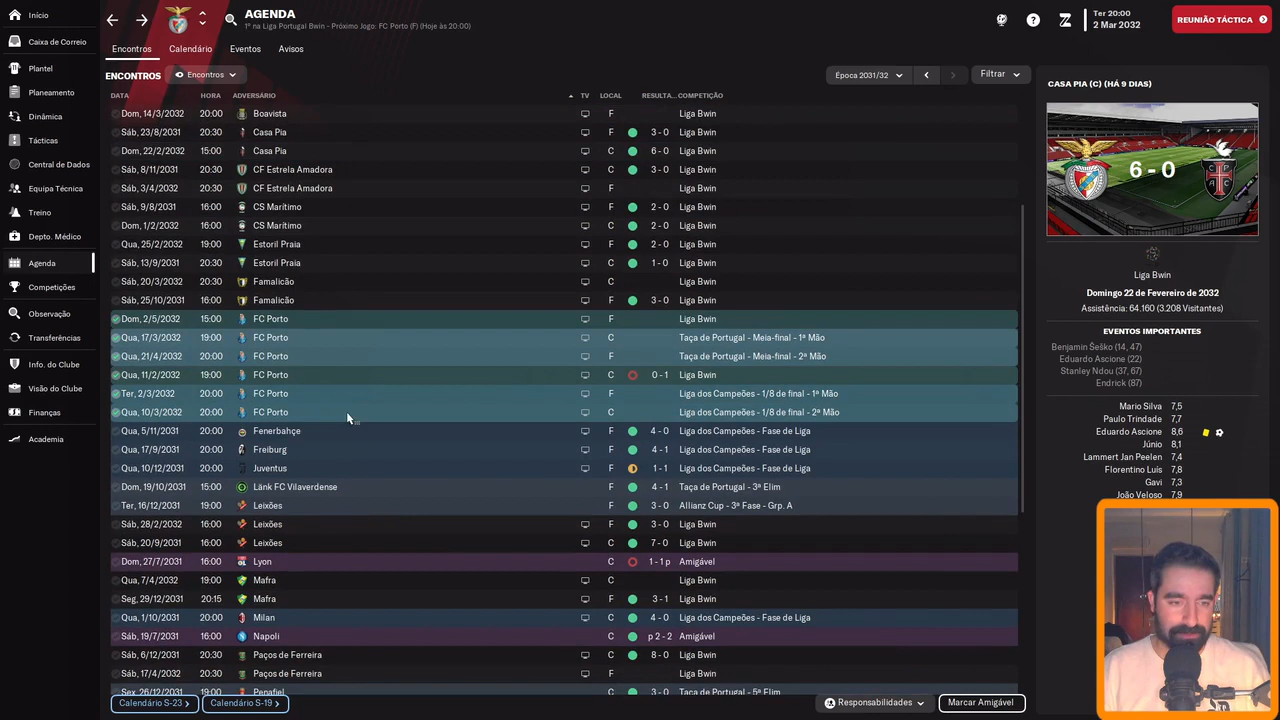 Início
Caixa de Correio
Plantel
Planeamento
Dinâmica
Tácticas
Central de Dados
Equipa Técnica
Treino
Depto. Médico
Agenda
Competições
Observação
Transferências
Info. do Clube
Visão do Clube
Finanças
Academia
AGENDA
1º na Liga Portugal Bwin - Próximo Jogo: FC Porto (F) (Hoje às 20:00)
Ter 20:00
2 Mar 2032
REUNIÃO TÁCTICA
Encontros Calendário Eventos Avisos
ENCONTROS Encontros Época 2031/32 Filtrar
DATA HORA ADVERSÁRIO TV LOCAL RESULTA... COMPETIÇÃO
Dom, 14/3/2032 20:00 Boavista F Liga Bwin
Sáb, 23/8/2031 20:30 Casa Pia F 3 - 0 Liga Bwin
Dom, 22/2/2032 15:00 Casa Pia C 6 - 0 Liga Bwin
Sáb, 8/11/2031 20:30 CF Estrela Amadora C 3 - 0 Liga Bwin
Sáb, 3/4/2032 20:30 CF Estrela Amadora F Liga Bwin
Sáb, 9/8/2031 16:00 CS Marítimo F 2 - 0 Liga Bwin
Dom, 1/2/2032 16:00 CS Marítimo C 2 - 0 Liga Bwin
Qua, 25/2/2032 19:00 Estoril Praia F 2 - 0 Liga Bwin
Sáb, 13/9/2031 20:30 Estoril Praia C 1 - 0 Liga Bwin
Sáb, 20/3/2032 20:30 Famalicão C Liga Bwin
Sáb, 25/10/2031 16:00 Famalicão F 3 - 0 Liga Bwin
Dom, 2/5/2032 15:00 FC Porto F Liga Bwin
Qua, 17/3/2032 19:00 FC Porto C Taça de Portugal - Meia-final - 1ª Mão
Qua, 21/4/2032 20:00 FC Porto F Taça de Portugal - Meia-final - 2ª Mão
Qua, 11/2/2032 19:00 FC Porto C 0 - 1 Liga Bwin
Ter, 2/3/2032 20:00 FC Porto F Liga dos Campeões - 1/8 de final - 1ª Mão
Qua, 10/3/2032 20:00 FC Porto C Liga dos Campeões - 1/8 de final - 2ª Mão
Qua, 5/11/2031 20:00 Fenerbahçe F 4 - 0 Liga dos Campeões - Fase de Liga
Qua, 17/9/2031 20:00 Freiburg F 4 - 1 Liga dos Campeões - Fase de Liga
Qua, 10/12/2031 20:00 Juventus F 1 - 1 Liga dos Campeões - Fase de Liga
Dom, 19/10/2031 15:00 Länk FC Vilaverdense F 4 - 1 Taça de Portugal - 3ª Elim
Ter, 16/12/2031 19:00 Leixões F 3 - 0 Allianz Cup - 3ª Fase - Grp. A
Sáb, 28/2/2032 16:00 Leixões F 3 - 0 Liga Bwin
Sáb, 20/9/2031 16:00 Leixões C 7 - 0 Liga Bwin
Dom, 27/7/2031 16:00 Lyon C 1 - 1 p Amigável
Qua, 7/4/2032 19:00 Mafra C Liga Bwin
Seg, 29/12/2031 20:15 Mafra F 3 - 1 Liga Bwin
Qua, 1/10/2031 20:00 Milan C 4 - 0 Liga dos Campeões - Fase de Liga
Sáb, 19/7/2031 16:00 Napoli C p 2 - 2 Amigável
Sáb, 6/12/2031 20:30 Paços de Ferreira C 8 - 0 Liga Bwin
Sáb, 17/4/2032 20:30 Paços de Ferreira F Liga Bwin
Sex, 26/12/2031 19:00 Penafiel C 3 - 0 Taça de Portugal - 5ª Elim
Calendário S-23 Calendário S-19 Responsabilidades Marcar Amigável
CASA PIA (C) (HÁ 9 DIAS)
6 - 0
Liga Bwin
Domingo 22 de Fevereiro de 2032
Assistência: 64.160 (3.208 Visitantes)
EVENTOS IMPORTANTES
Benjamin Šeško (14, 47)
Eduardo Ascione (22)
Stanley Ndou (37, 67)
Endrick (87)
Mario Silva 7,5
Paulo Trindade 7,7
Eduardo Ascione 8,6
Júnior 8,1
Lammert Jan Peelen 7,4
Florentino Luís 7,8
Gavi 7,3
João Veloso 7,9